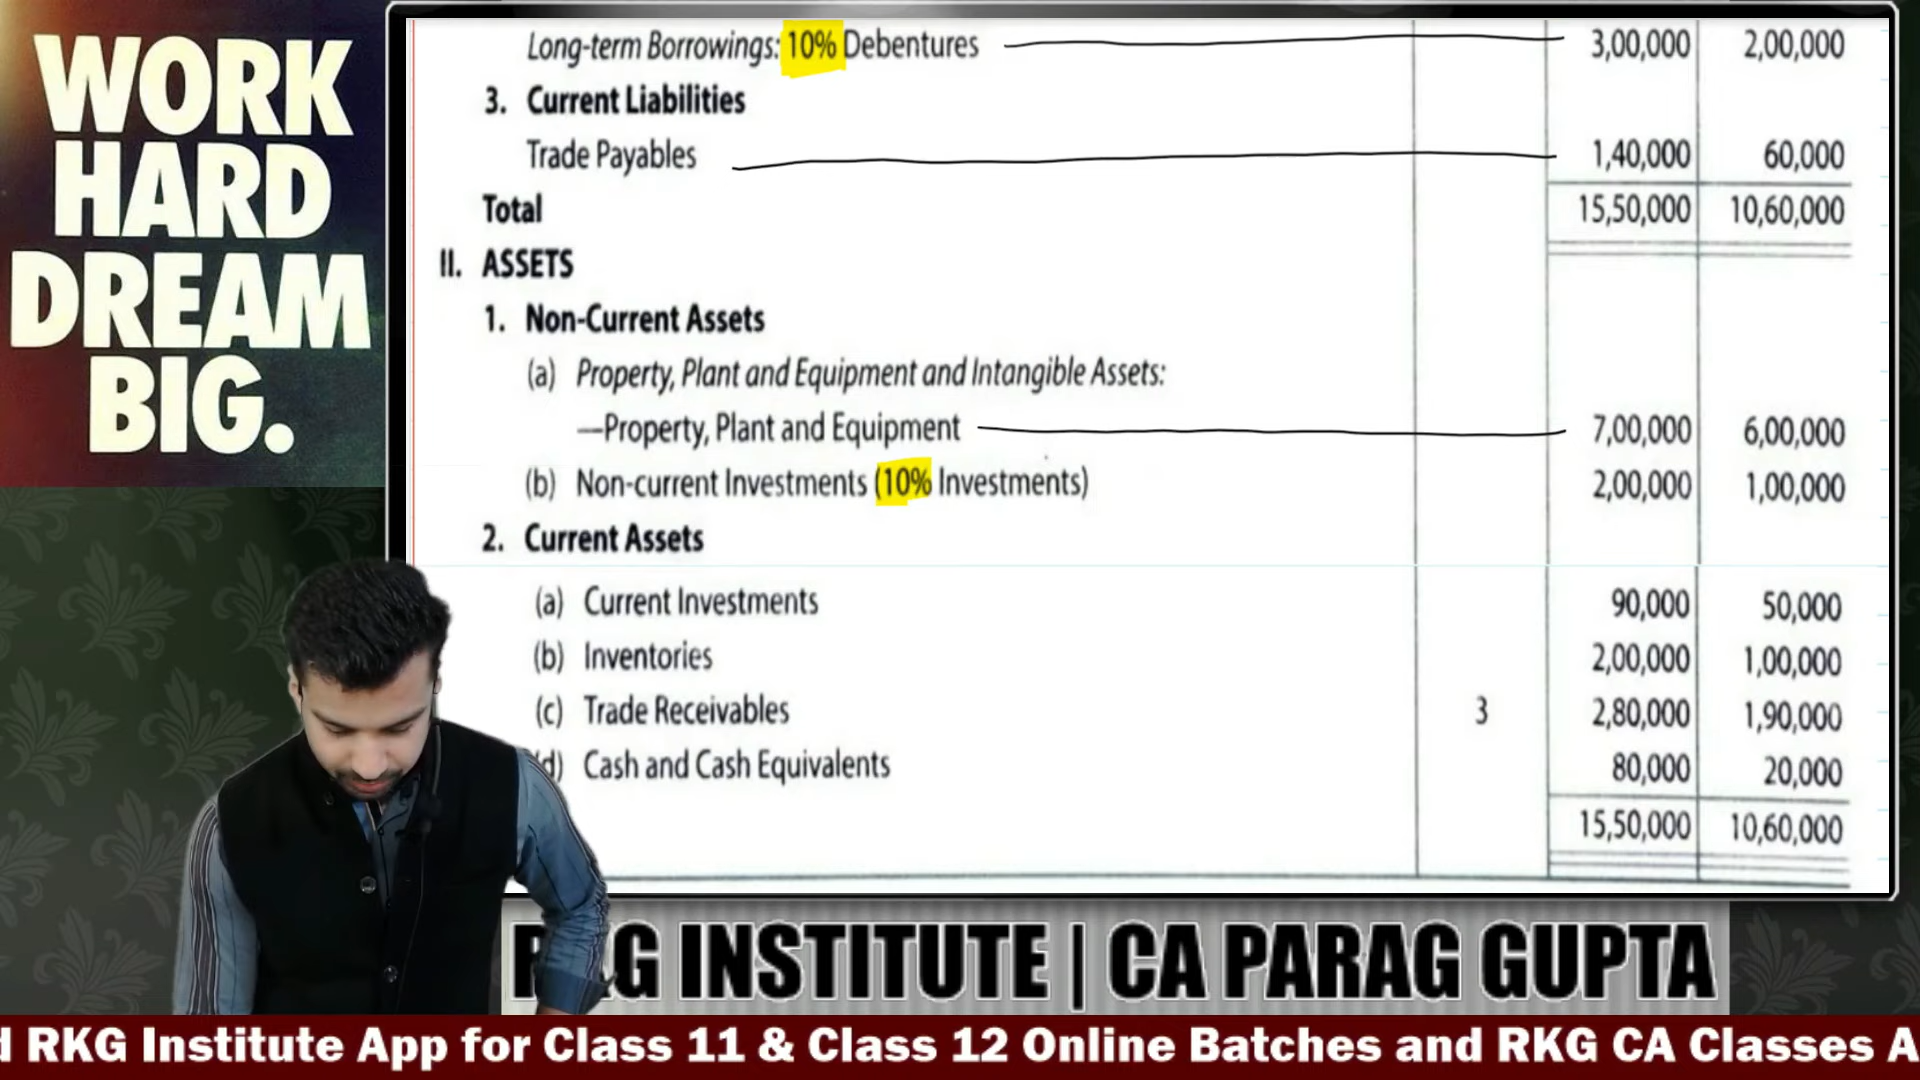 WORK
HARD
DREAM
BIG.
Long-term Borrowings: 10% Debentures 3,00,000 2,00,000
3. Current Liabilities
Trade Payables 1,40,000 60,000
Total 15,50,000 10,60,000
II. ASSETS
1. Non-Current Assets
(a) Property, Plant and Equipment and Intangible Assets:
—Property, Plant and Equipment 7,00,000 6,00,000
(b) Non-current Investments (10% Investments) 2,00,000 1,00,000
2. Current Assets
(a) Current Investments 90,000 50,000
(b) Inventories 2,00,000 1,00,000
(c) Trade Receivables 3 2,80,000 1,90,000
d) Cash and Cash Equivalents 80,000 20,000
15,50,000 10,60,000
RKG INSTITUTE | CA PARAG GUPTA
d RKG Institute App for Class 11 & Class 12 Online Batches and RKG CA Classes A